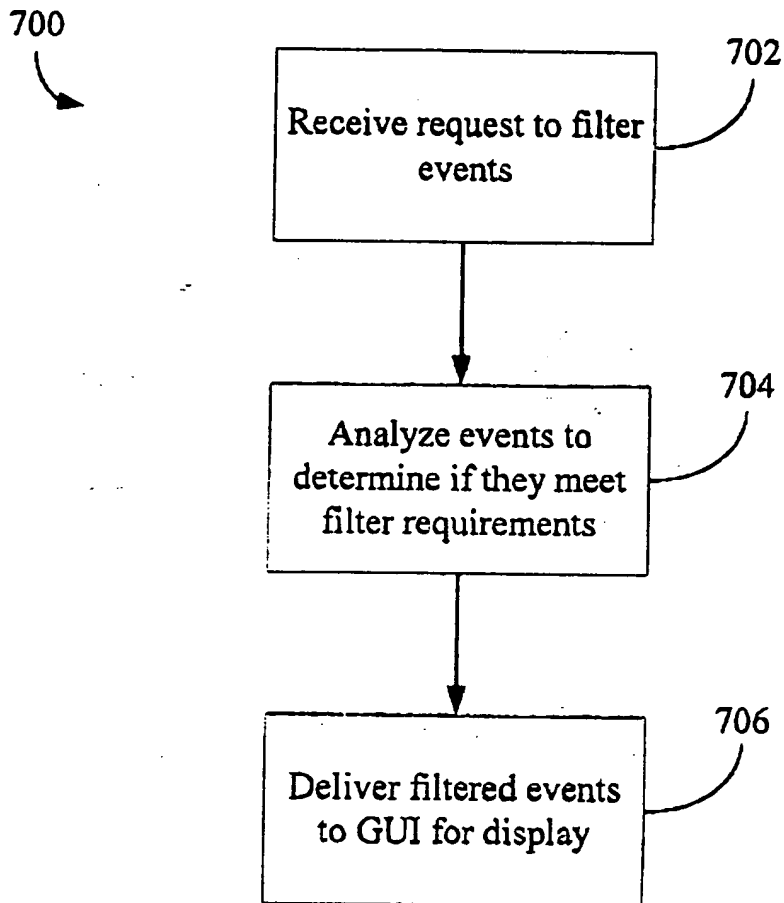 700
702
Receive request to filter
events
704
Analyze events to
determine if they meet
filter requirements
706
Deliver filtered events
to GUI for display